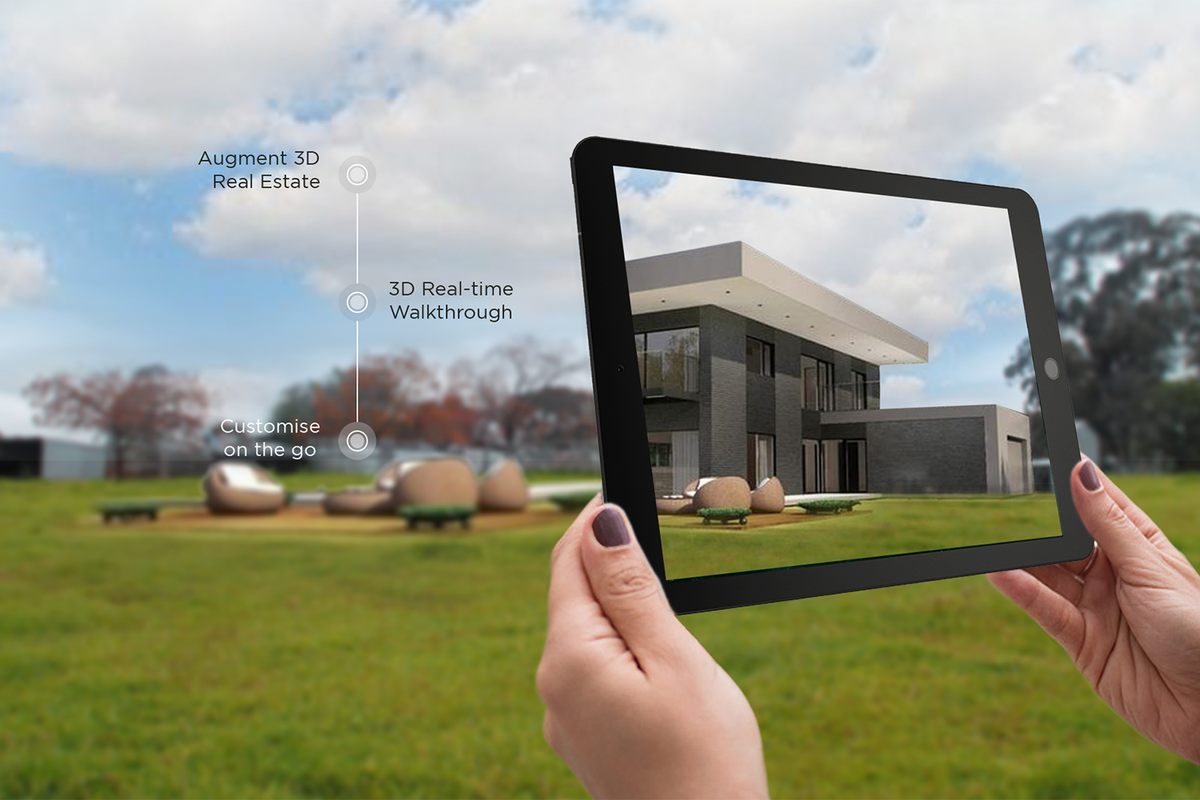 Augment 3D
Real Estate
3D Real-time
Walkthrough
Customise
on the go